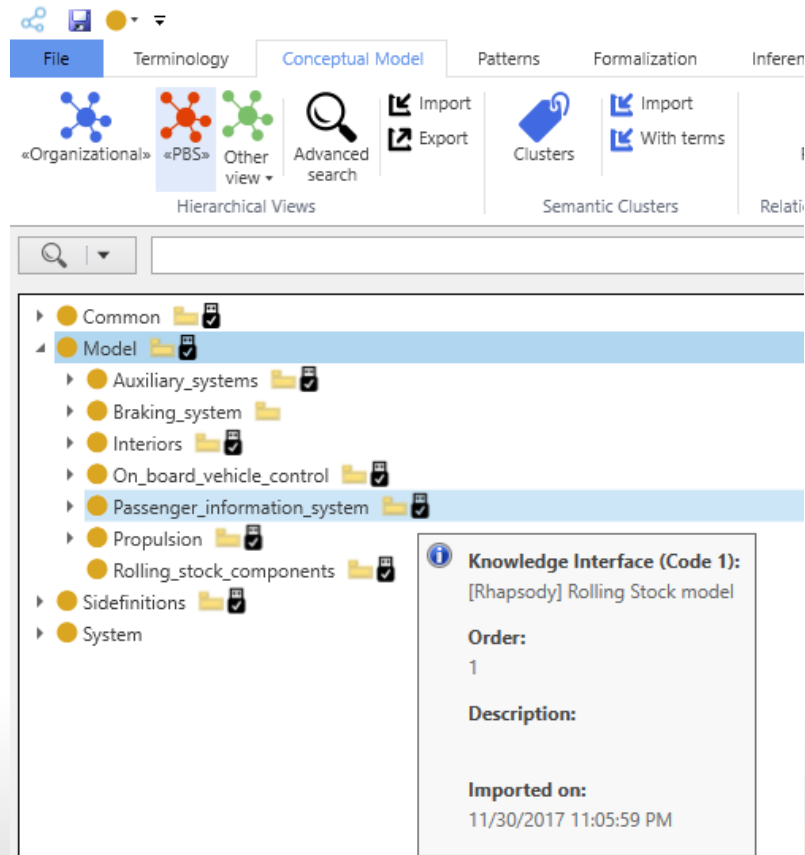 File Terminology Conceptual Model Patterns Formalization
«Organizational» «PBS» Other view Advanced search Import Export Clusters Import With terms
Hierarchical Views Semantic Clusters
Common
Model
Auxiliary_systems
Braking_system
Interiors
On_board_vehicle_control
Passenger_information_system
Propulsion
Rolling_stock_components
Sidefinitions
System
Knowledge Interface (Code 1):
[Rhapsody] Rolling Stock model
Order:
1
Description:
Imported on:
11/30/2017 11:05:59 PM